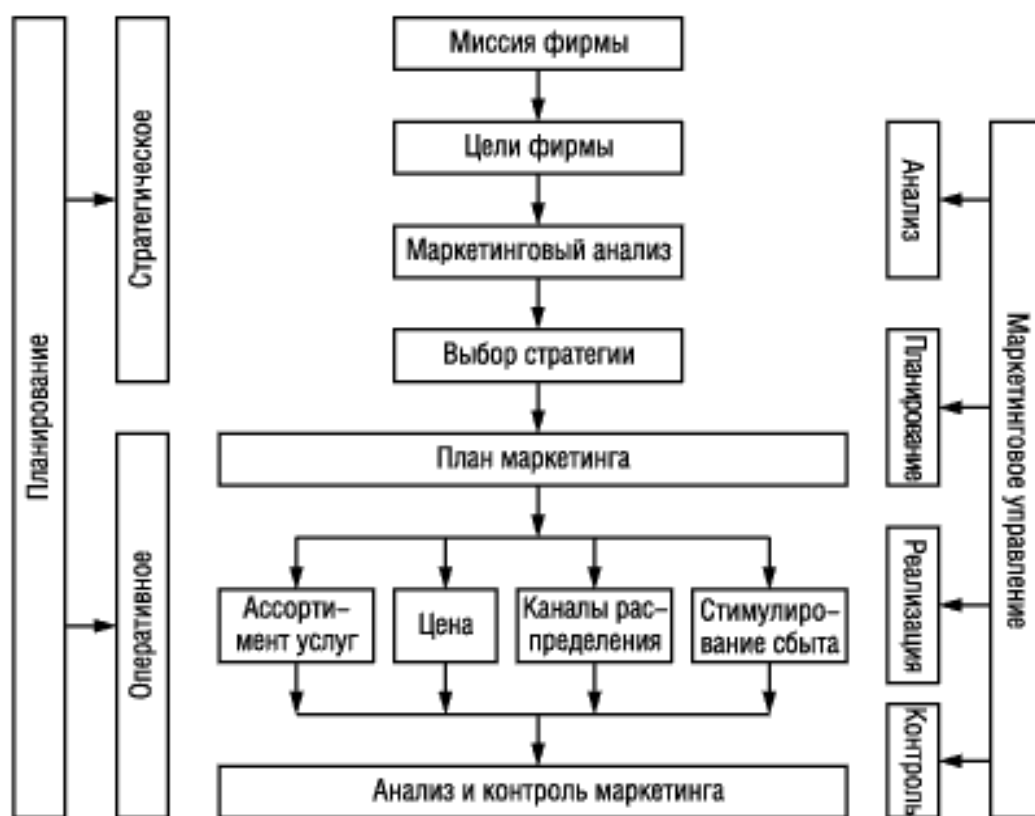 Планирование
Стратегическое
Оперативное
Миссия фирмы
Цели фирмы
Маркетинговый анализ
Выбор стратегии
План маркетинга
Ассорти–
мент услуг
Цена
Каналы рас–
пределения
Стимулиро–
вание сбыта
Анализ и контроль маркетинга
Анализ
Планирование
Реализация
Контроль
Маркетинговое управление